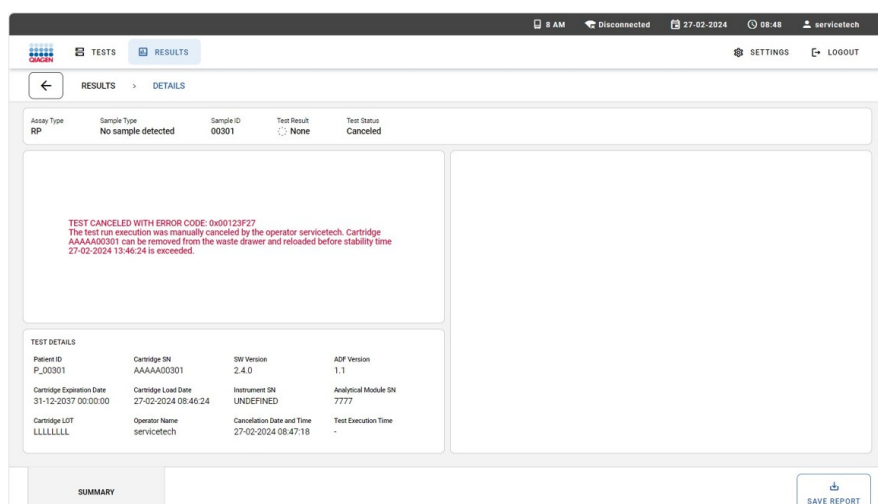 8 AM Disconnected 27-02-2024 08:48 servicetech
QIAGEN TESTS RESULTS SETTINGS LOGOUT
RESULTS > DETAILS
Assay Type Sample Type Sample ID Test Result Test Status
RP No sample detected 00301 None Canceled
TEST CANCELED WITH ERROR CODE: 0x00123F27
The test run execution was manually canceled by the operator servicetech. Cartridge
AAAAA00301 can be removed from the waste drawer and reloaded before stability time
27-02-2024 13:46:24 is exceeded.
TEST DETAILS
Patient ID Cartridge SN SW Version ADF Version
P_00301 AAAAA00301 2.4.0 1.1
Cartridge Expiration Date Cartridge Load Date Instrument SN Analytical Module SN
31-12-2037 00:00:00 27-02-2024 08:46:24 UNDEFINED 7777
Cartridge LOT Operator Name Cancelation Date and Time Test Execution Time
LLLLLLLL servicetech 27-02-2024 08:47:18 -
SUMMARY
SAVE REPORT